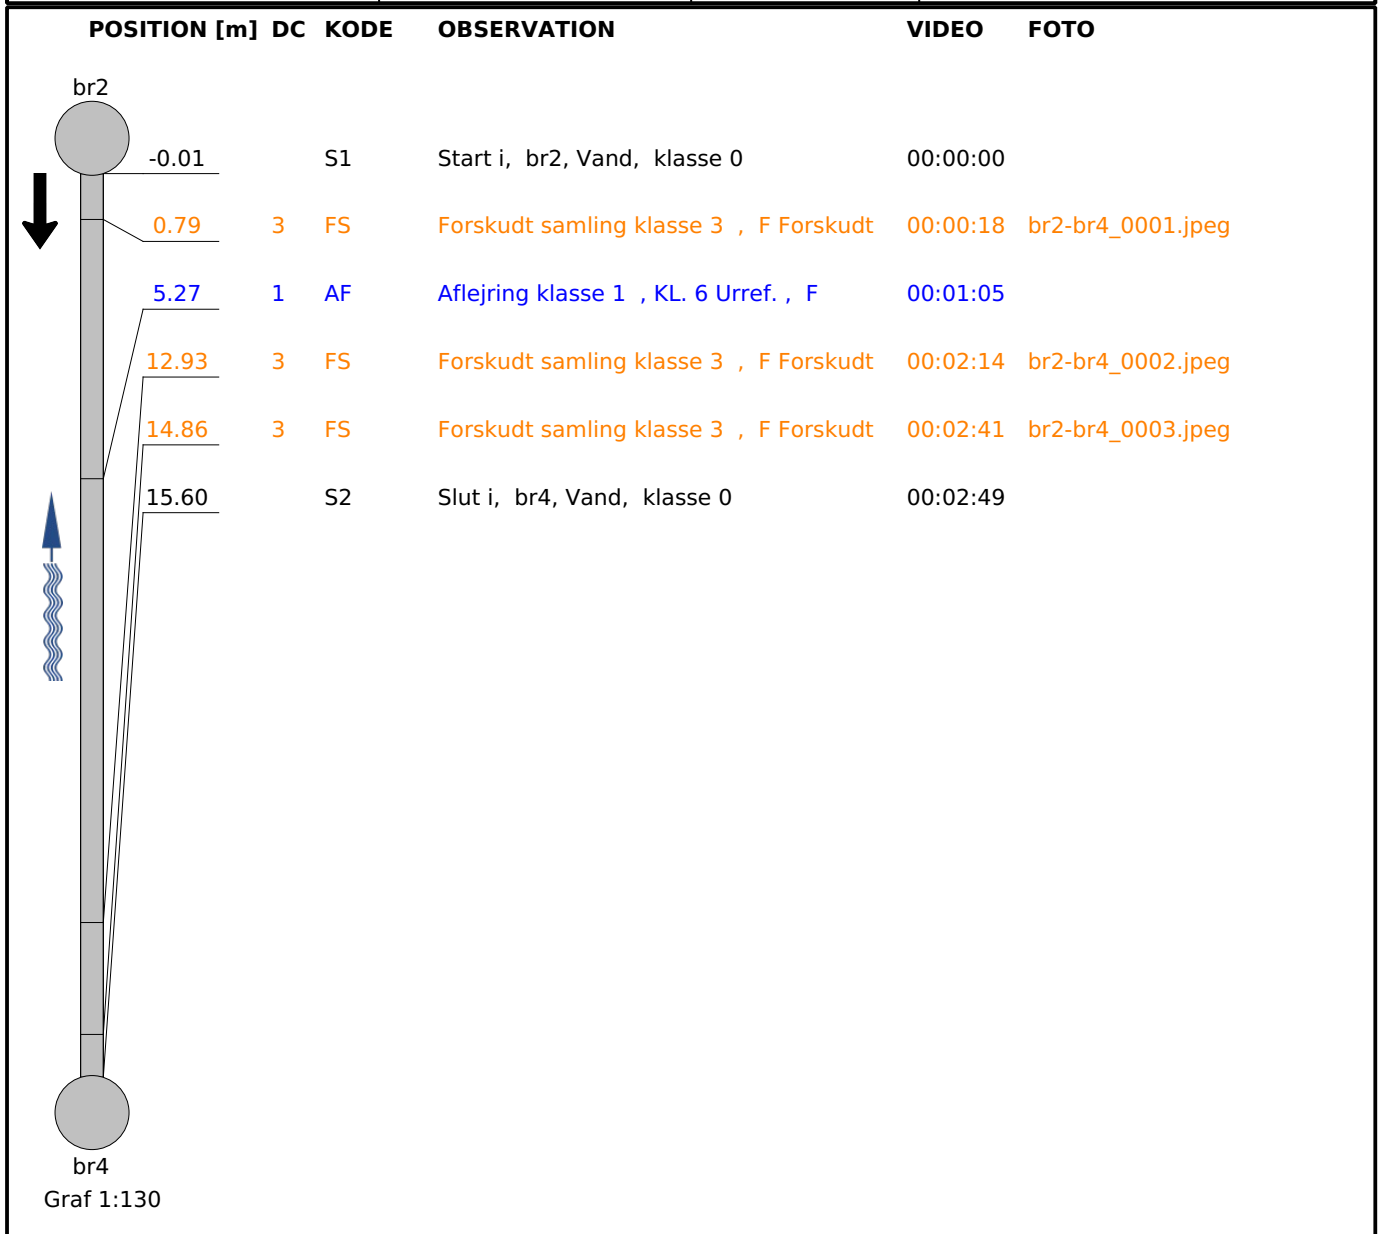 POSITION [m] DC KODE OBSERVATION VIDEO FOTO
br2
-0.01 S1 Start i, br2, Vand, klasse 0 00:00:00
0.79 3 FS Forskudt samling klasse 3 , F Forskudt 00:00:18 br2-br4_0001.jpeg
5.27 1 AF Aflejring klasse 1 , KL. 6 Urref. , F 00:01:05
12.93 3 FS Forskudt samling klasse 3 , F Forskudt 00:02:14 br2-br4_0002.jpeg
14.86 3 FS Forskudt samling klasse 3 , F Forskudt 00:02:41 br2-br4_0003.jpeg
15.60 S2 Slut i, br4, Vand, klasse 0 00:02:49
br4
Graf 1:130